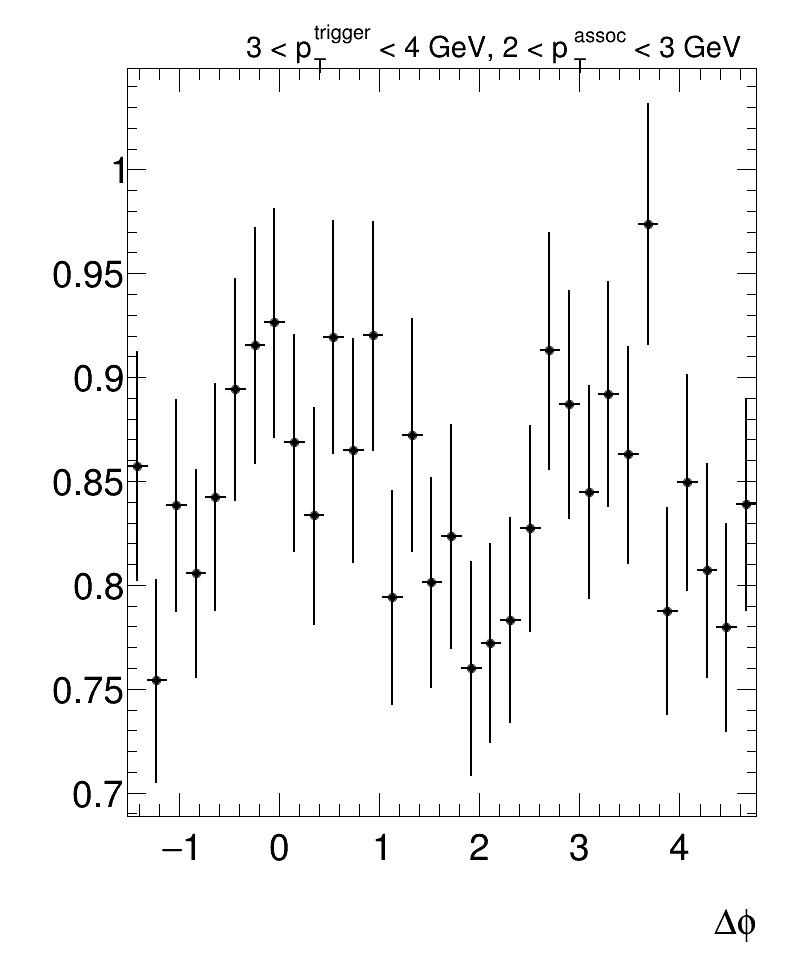 3 < p_T^trigger < 4 GeV, 2 < p_T^assoc < 3 GeV
1
0.95
0.9
0.85
0.8
0.75
0.7
−1 0 1 2 3 4
Δϕ